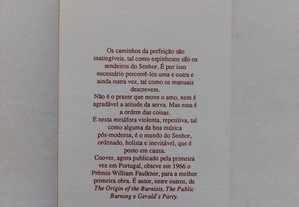 Os caminhos da perfeição são
inatingíveis, tal como espinhosos são os
sendeiros do Senhor. É por isso
necessário percorrê-los uma e outra e
ainda outra vez, tal como os manuais
descrevem.
Não é o prazer que move o amo, nem é
agradável a atitude da serva. Mas essa é
a ordem das coisas.
E nesta metáfora violenta, repetitiva, tal
como alguma da boa música
pós-moderna, é o mundo do Senhor,
ordenado, holista e inevitável, que é
posto em causa.
Coover, agora publicado pela primeira
vez em Portugal, obteve em 1966 o
Prémio William Faulkner, para a melhor
primeira obra. É autor, entre outros, de
The Origin of the Burnists, The Public
Burning e Gerald's Party.